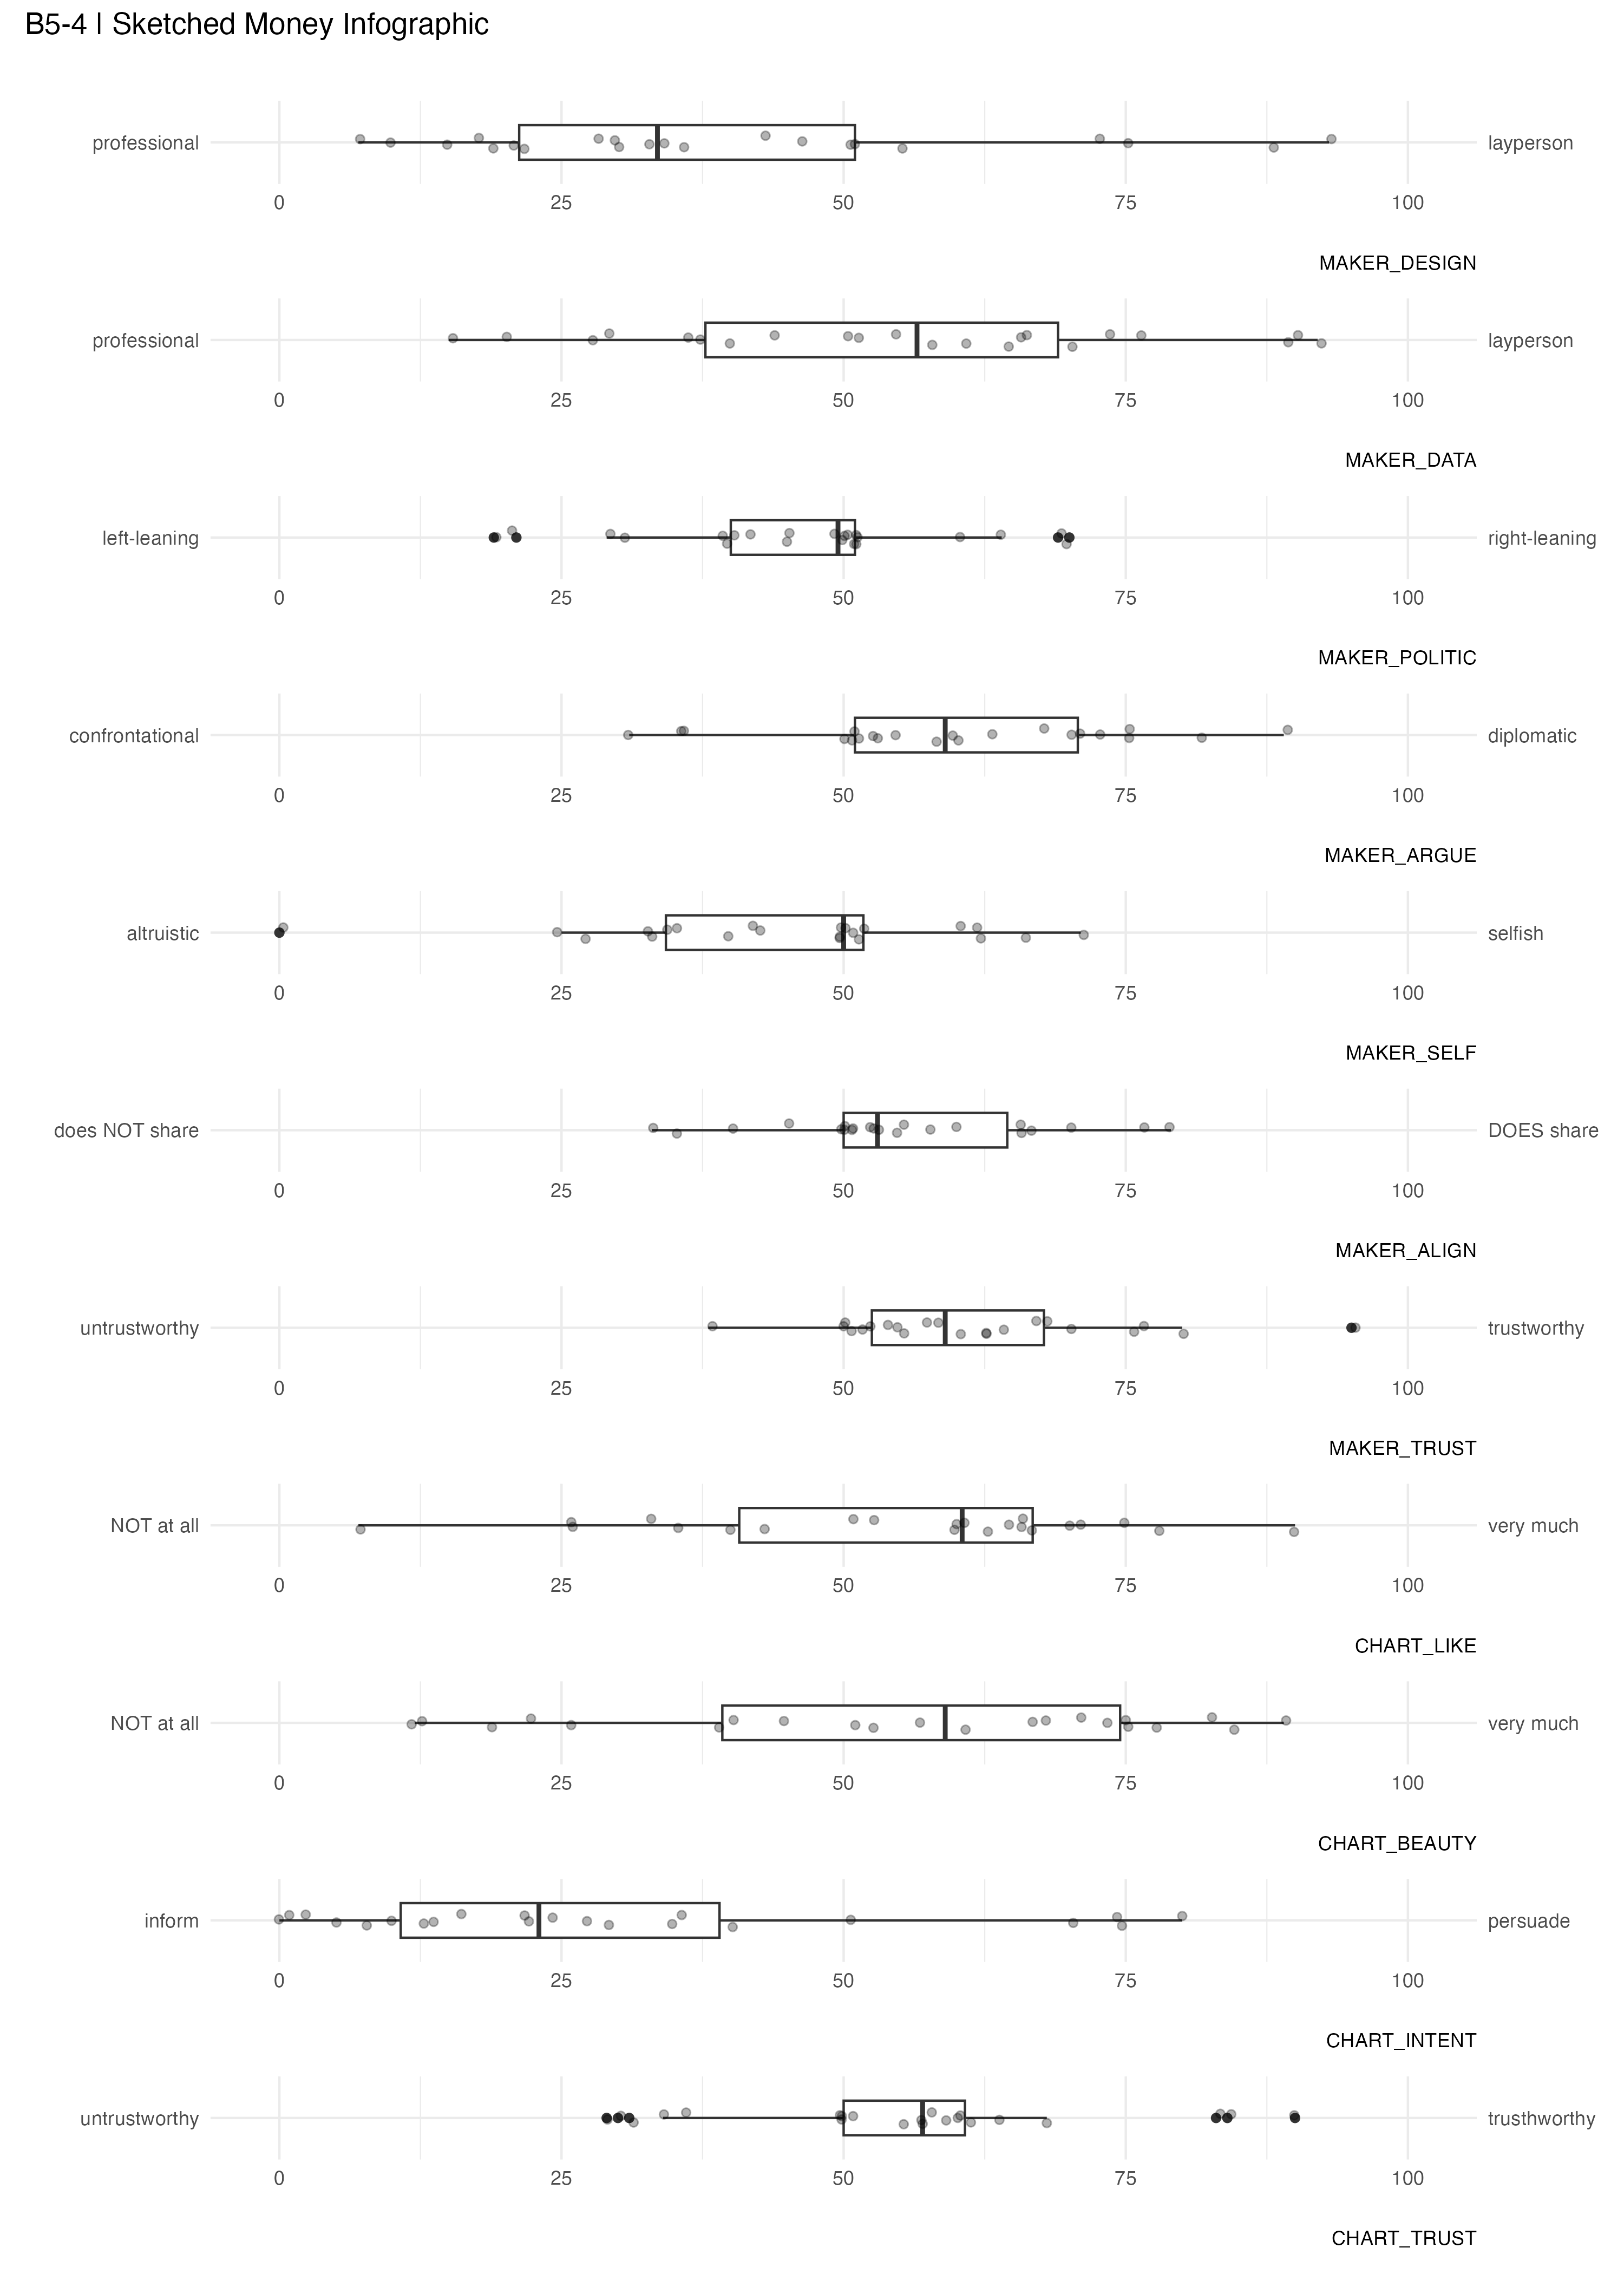 B5-4 | Sketched Money Infographic
professional layperson
0 25 50 75 100
MAKER_DESIGN
professional layperson
0 25 50 75 100
MAKER_DATA
left-leaning right-leaning
0 25 50 75 100
MAKER_POLITIC
confrontational diplomatic
0 25 50 75 100
MAKER_ARGUE
altruistic selfish
0 25 50 75 100
MAKER_SELF
does NOT share DOES share
0 25 50 75 100
MAKER_ALIGN
untrustworthy trustworthy
0 25 50 75 100
MAKER_TRUST
NOT at all very much
0 25 50 75 100
CHART_LIKE
NOT at all very much
0 25 50 75 100
CHART_BEAUTY
inform persuade
0 25 50 75 100
CHART_INTENT
untrustworthy trusthworthy
0 25 50 75 100
CHART_TRUST